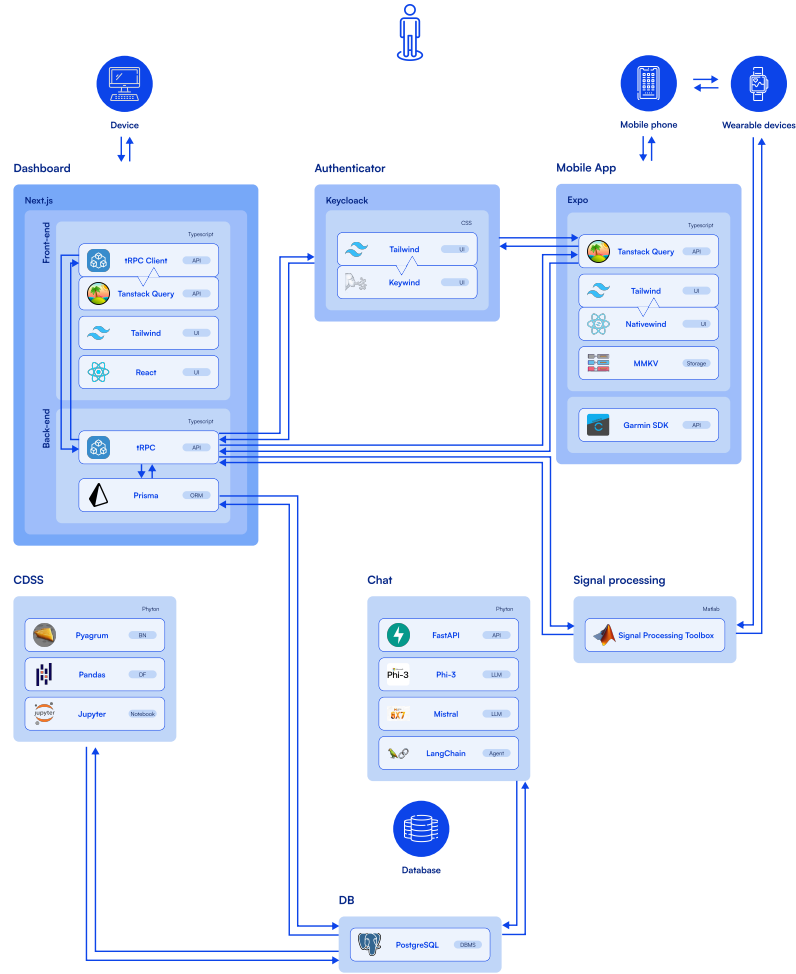 Device
Mobile phone
Wearable devices
Dashboard
Authenticator
Mobile App
Next.js
Front-end
Typescript
tRPC Client API
Tanstack Query API
Tailwind UI
React UI
Back-end
Typescript
tRPC API
Prisma ORM
Keycloack
CSS
Tailwind UI
Keywind UI
Expo
Typescript
Tanstack Query API
Tailwind UI
Nativewind UI
MMKV Storage
Garmin SDK API
CDSS
Phyton
Pyagrum BN
Pandas DF
jupyter Jupyter Notebook
Chat
Phyton
FastAPI API
Phi-3 Phi-3 LLM
8X7 Mistral LLM
LangChain Agent
Signal processing
Matlab
Signal Processing Toolbox
Database
DB
PostgreSQL DBMS